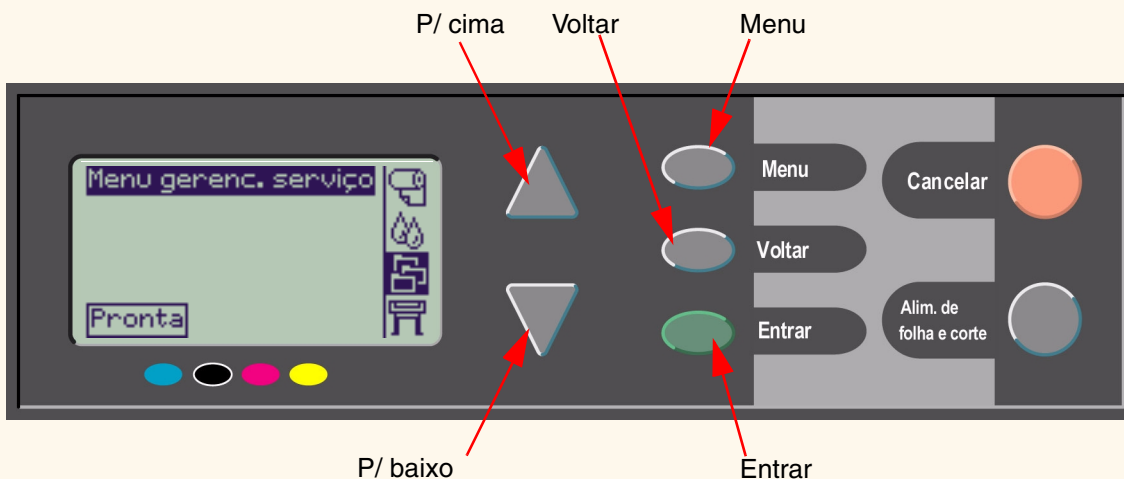 P/ cima
Voltar
Menu
Menu gerenc. serviço
Pronta
Menu
Voltar
Entrar
Cancelar
Alim. de
folha e corte
P/ baixo
Entrar